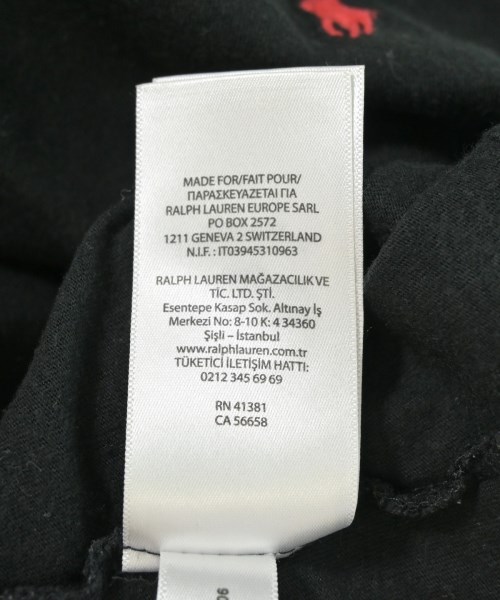 MADE FOR/FAIT POUR/
ΠΑΡΑΣΚΕΥΑΖΕΤΑΙ ΓΙΑ
RALPH LAUREN EUROPE SARL
PO BOX 2572
1211 GENEVA 2 SWITZERLAND
N.I.F. : IT03945310963
RALPH LAUREN MAĞAZACILIK VE
TİC. LTD. ŞTİ.
Esentepe Kasap Sok. Altınay İş
Merkezi No: 8-10 K: 4 34360
Şişli – İstanbul
www.ralphlauren.com.tr
TÜKETİCİ İLETİŞİM HATTI:
0212 345 69 69
RN 41381
CA 56658